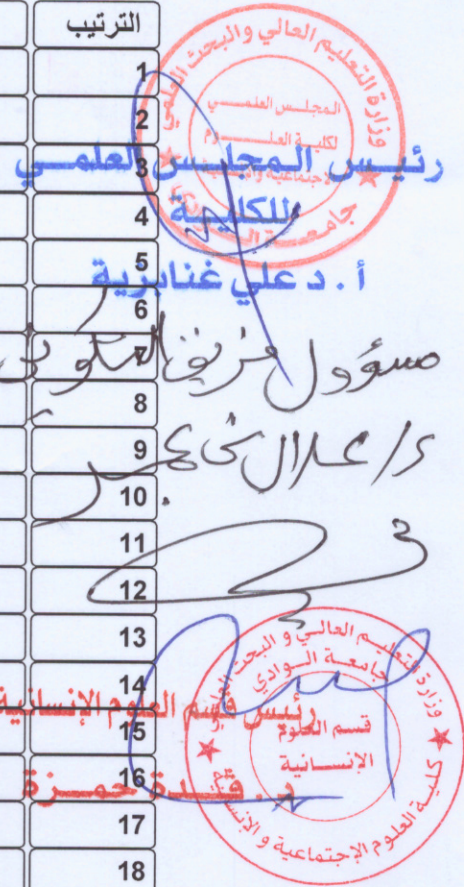 الترتيب
1
2
3
4
5
6
7
8
9
10
11
12
13
14
15
16
17
18
وزارة التعليم العالي والبحث العلمي
المجلس العلمي
لكلية العلوم
الاجتماعية
جامعة الوادي
رئيس المجلس العلمي
للكلية
أ. د علي غنابزية
مسؤول فريق التكوين
د/ علال
وزارة التعليم العالي و البحث العلمي
جامعة الوادي
قسم العلوم
الإنسانية
كلية العلوم الإجتماعية و الإنسانية
رئيس قسم العلوم الإنسانية
حمزة